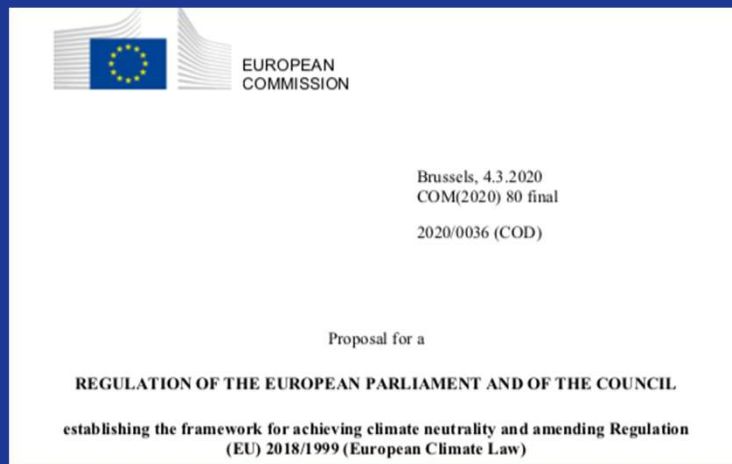 EUROPEAN
COMMISSION
Brussels, 4.3.2020
COM(2020) 80 final
2020/0036 (COD)
Proposal for a
REGULATION OF THE EUROPEAN PARLIAMENT AND OF THE COUNCIL
establishing the framework for achieving climate neutrality and amending Regulation
(EU) 2018/1999 (European Climate Law)